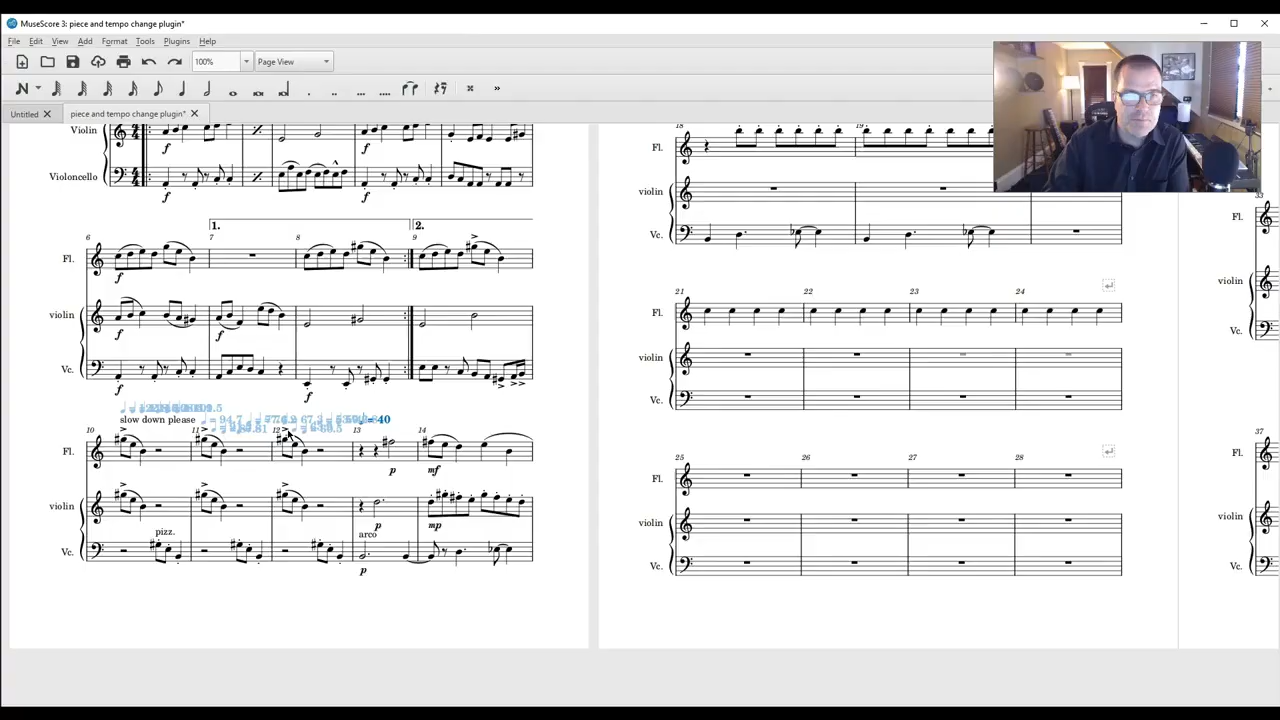 MuseScore 3: piece and tempo change plugin*
File Edit View Add Format Tools Plugins Help
100% Page View
Untitled piece and tempo change plugin*
Violin
f f
Violoncello
f f
1. 2.
6 7 8 9
Fl.
f
violin
f f
Vc.
f f
slow down please = 40
10 11 12 13 14
Fl.
p mf
violin
pizz. p mp
arco
Vc.
p
18 19
Fl.
violin
Vc.
21 22 23 24
Fl.
violin
Vc.
25 26 27 28
Fl.
violin
Vc.
33
Fl.
violin
Vc.
37
Fl.
violin
Vc.